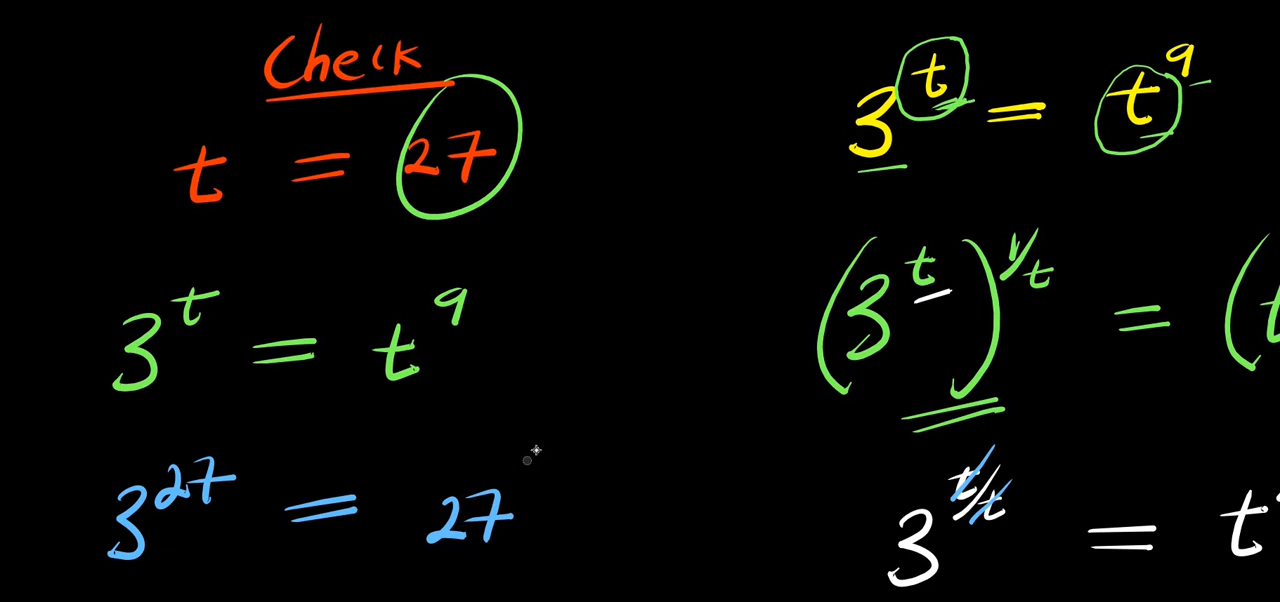 Check
t = 27
3^t = t^9
3^27 = 27
3^t = t^9
(3^t)^1/t = (t
3^t/t = t